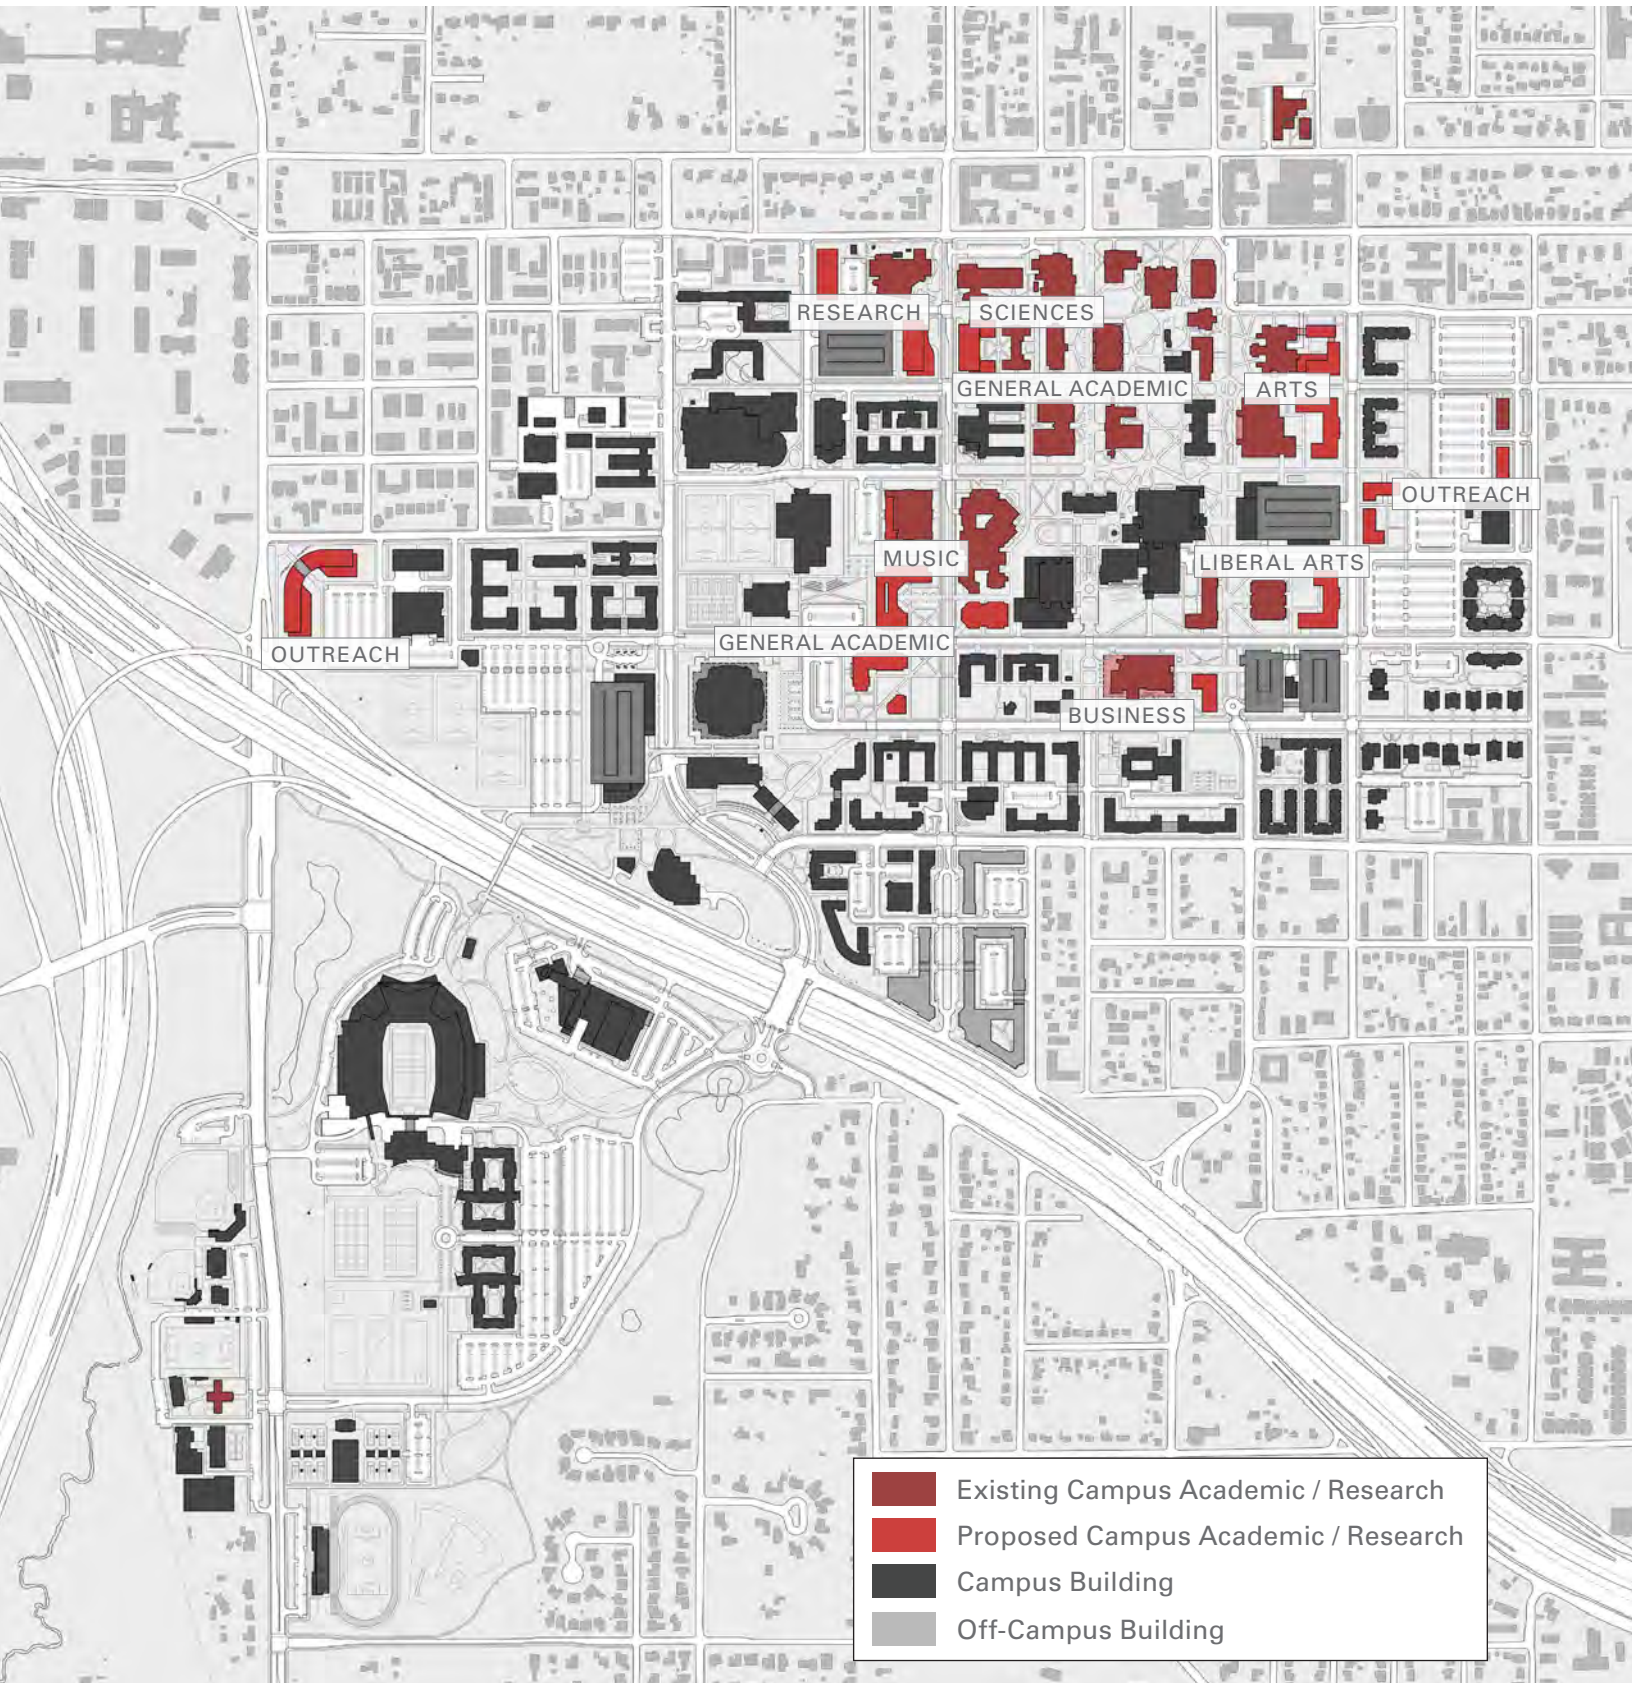 RESEARCH
SCIENCES
GENERAL ACADEMIC
ARTS
OUTREACH
MUSIC
LIBERAL ARTS
GENERAL ACADEMIC
OUTREACH
BUSINESS
Existing Campus Academic / Research
Proposed Campus Academic / Research
Campus Building
Off-Campus Building